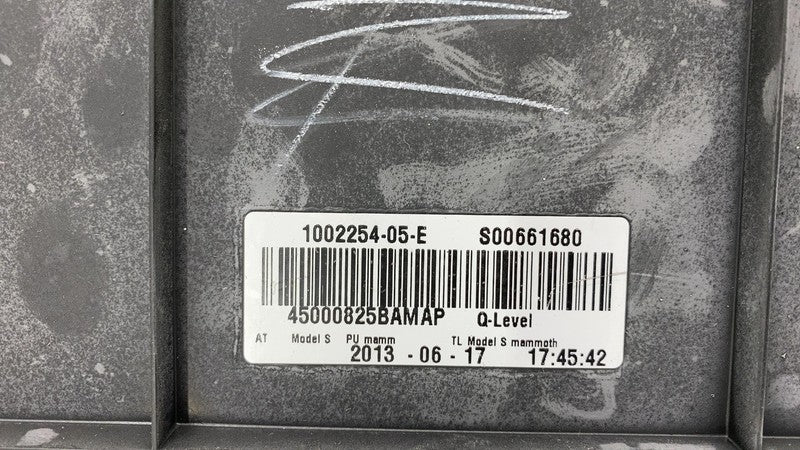 1002254-05-E S00661680
45000825BAMAP Q-Level
AT Model S PU mamm TL Model S mammoth
2013 -06 - 17 17:45:42